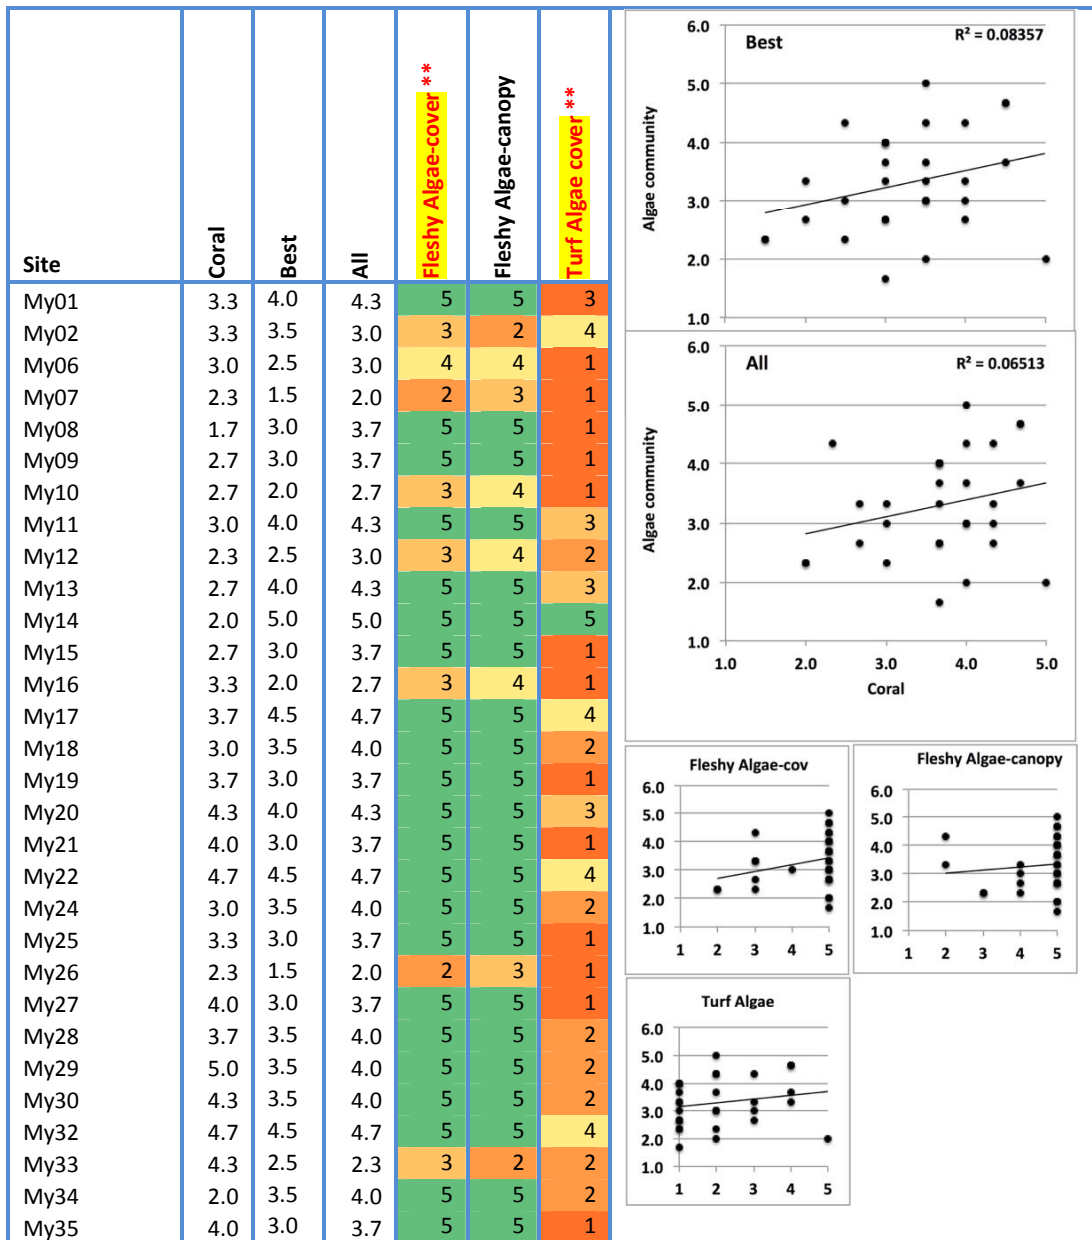 Site Coral Best All Fleshy Algae-cover ** Fleshy Algae-canopy Turf Algae cover **
My01 3.3 4.0 4.3 5 5 3
My02 3.3 3.5 3.0 3 2 4
My06 3.0 2.5 3.0 4 4 1
My07 2.3 1.5 2.0 2 3 1
My08 1.7 3.0 3.7 5 5 1
My09 2.7 3.0 3.7 5 5 1
My10 2.7 2.0 2.7 3 4 1
My11 3.0 4.0 4.3 5 5 3
My12 2.3 2.5 3.0 3 4 2
My13 2.7 4.0 4.3 5 5 3
My14 2.0 5.0 5.0 5 5 5
My15 2.7 3.0 3.7 5 5 1
My16 3.3 2.0 2.7 3 4 1
My17 3.7 4.5 4.7 5 5 4
My18 3.0 3.5 4.0 5 5 2
My19 3.7 3.0 3.7 5 5 1
My20 4.3 4.0 4.3 5 5 3
My21 4.0 3.0 3.7 5 5 1
My22 4.7 4.5 4.7 5 5 4
My24 3.0 3.5 4.0 5 5 2
My25 3.3 3.0 3.7 5 5 1
My26 2.3 1.5 2.0 2 3 1
My27 4.0 3.0 3.7 5 5 1
My28 3.7 3.5 4.0 5 5 2
My29 5.0 3.5 4.0 5 5 2
My30 4.3 3.5 4.0 5 5 2
My32 4.7 4.5 4.7 5 5 4
My33 4.3 2.5 2.3 3 2 2
My34 2.0 3.5 4.0 5 5 2
My35 4.0 3.0 3.7 5 5 1
Best
R² = 0.08357
Algae community
6.0
5.0
4.0
3.0
2.0
1.0
All
R² = 0.06513
Algae community
6.0
5.0
4.0
3.0
2.0
1.0
1.0 2.0 3.0 4.0 5.0
Coral
Fleshy Algae-cov
6.0
5.0
4.0
3.0
2.0
1.0
1 2 3 4 5
Fleshy Algae-canopy
6.0
5.0
4.0
3.0
2.0
1.0
1 2 3 4 5
Turf Algae
6.0
5.0
4.0
3.0
2.0
1.0
1 2 3 4 5